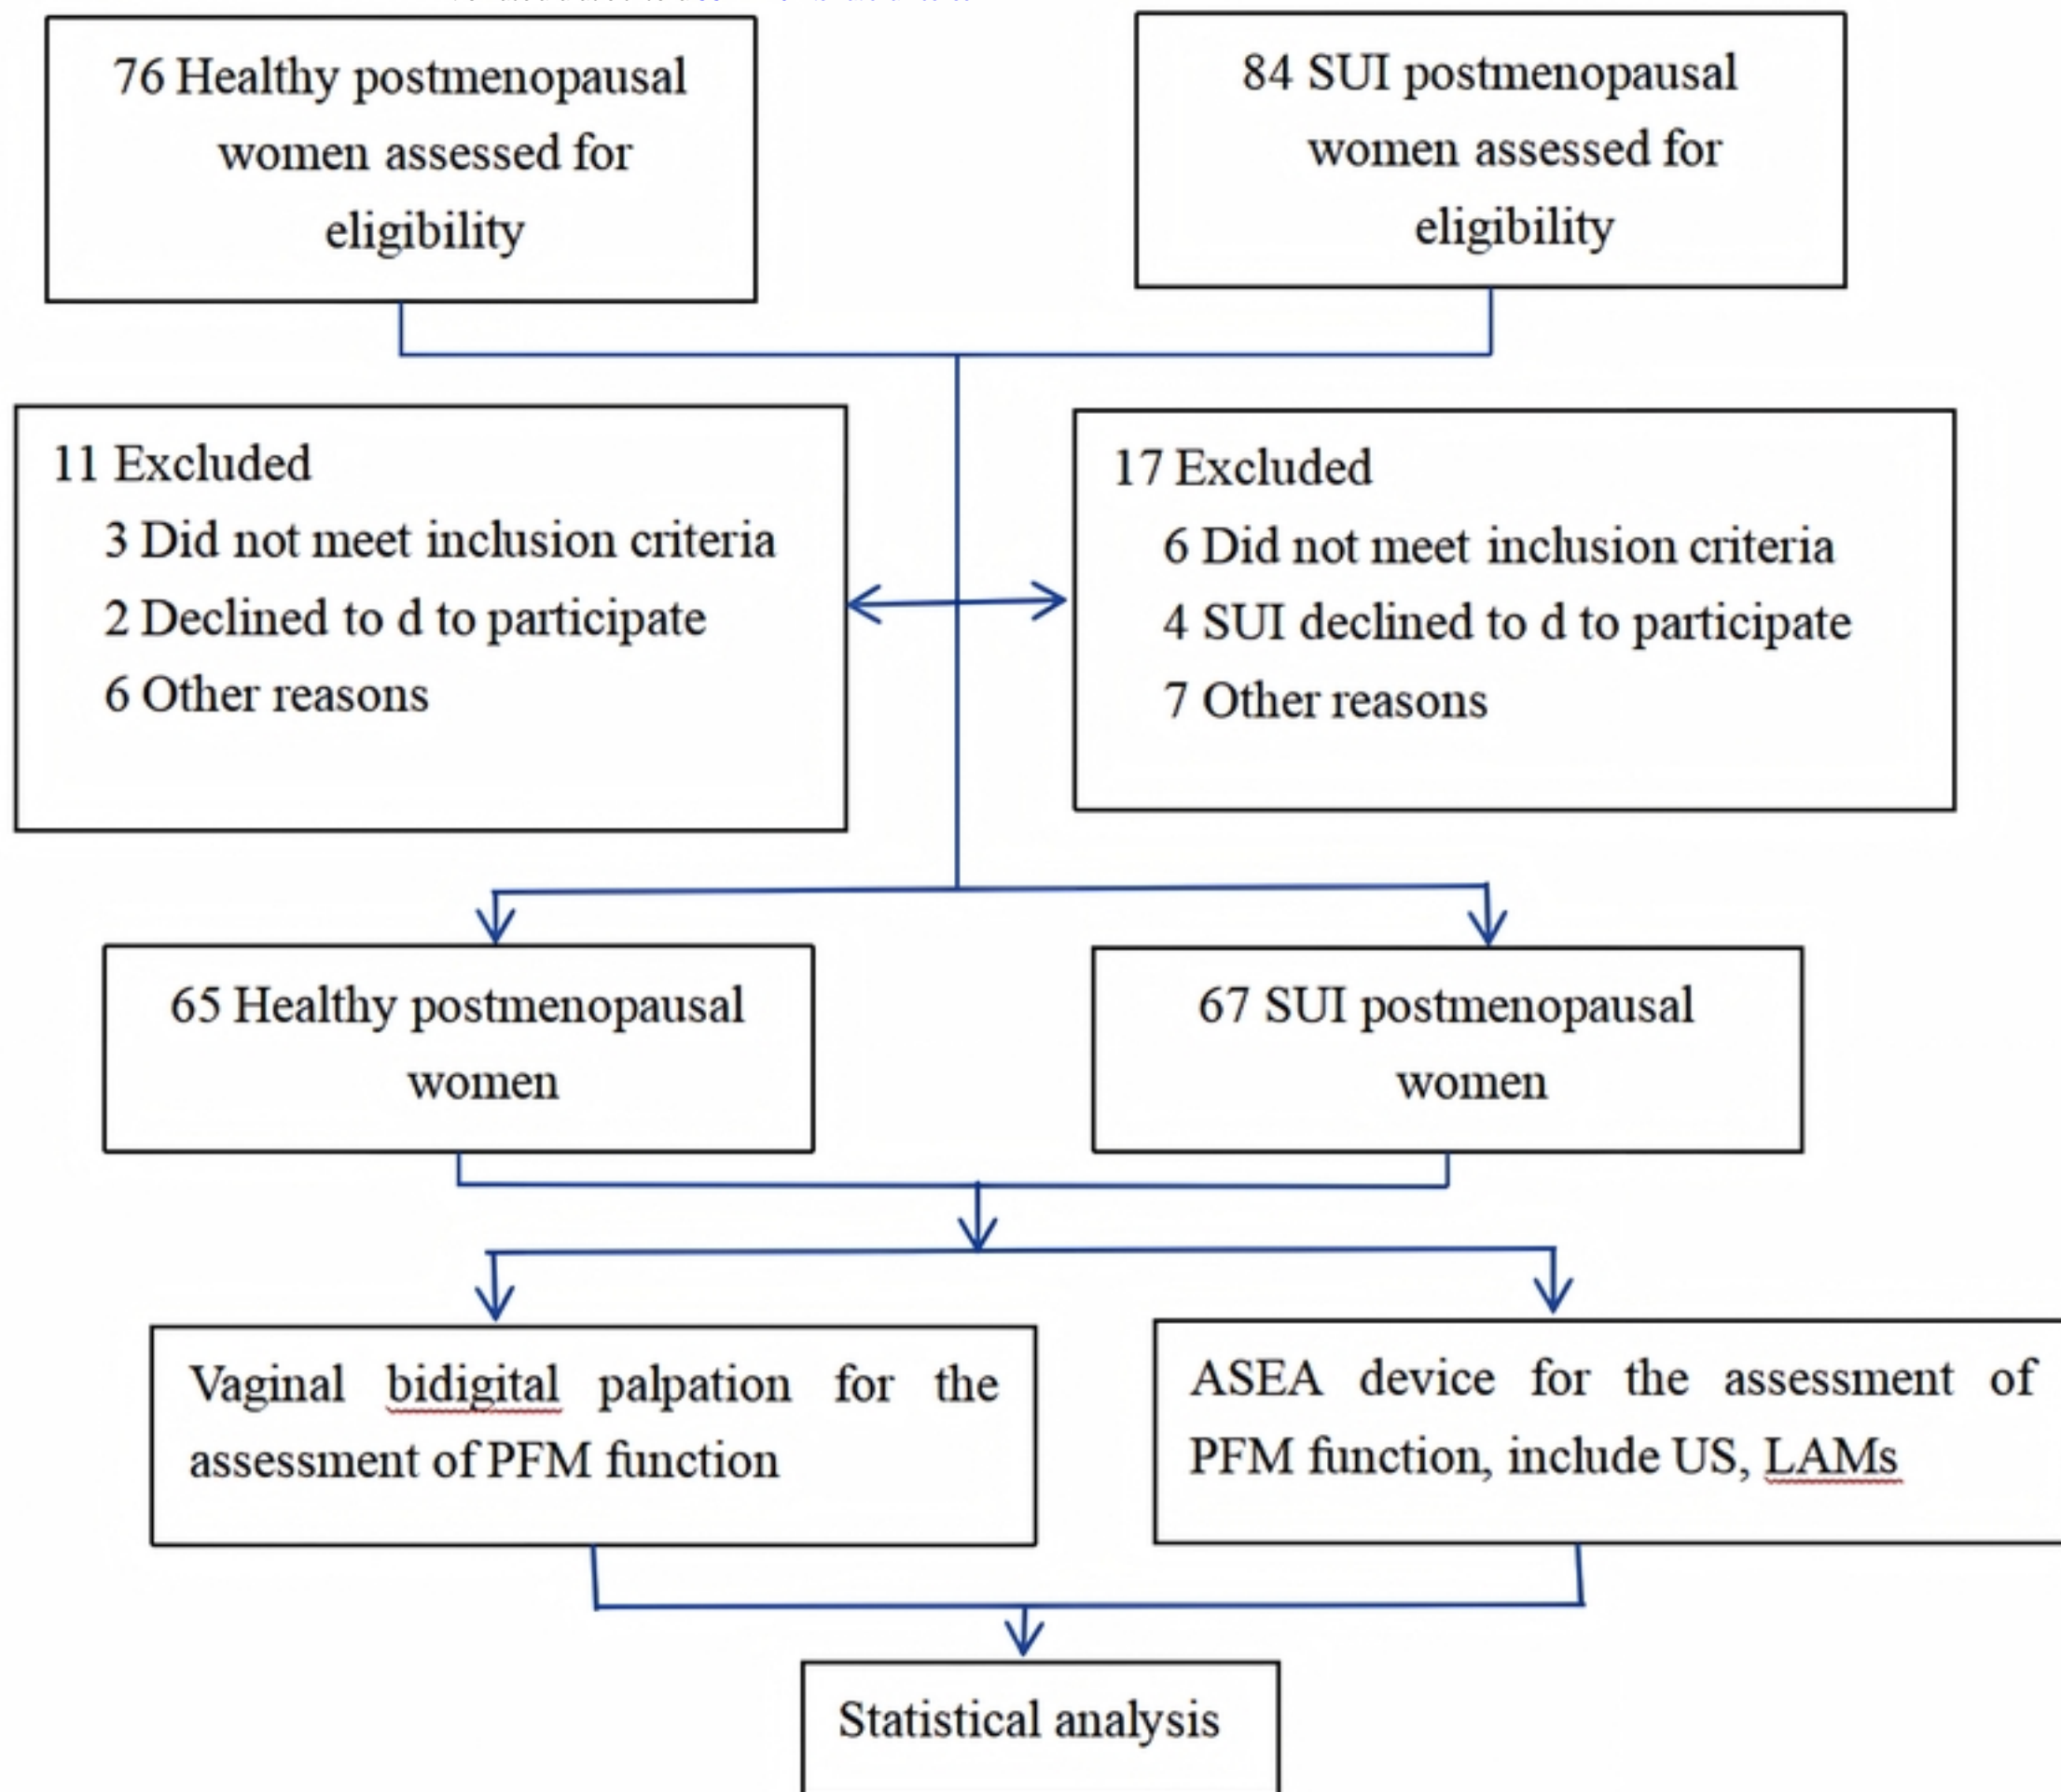 76 Healthy postmenopausal
women assessed for
eligibility
84 SUI postmenopausal
women assessed for
eligibility
11 Excluded
3 Did not meet inclusion criteria
2 Declined to d to participate
6 Other reasons
17 Excluded
6 Did not meet inclusion criteria
4 SUI declined to d to participate
7 Other reasons
65 Healthy postmenopausal
women
67 SUI postmenopausal
women
Vaginal bidigital palpation for the
assessment of PFM function
ASEA device for the assessment of
PFM function, include US, LAMs
Statistical analysis